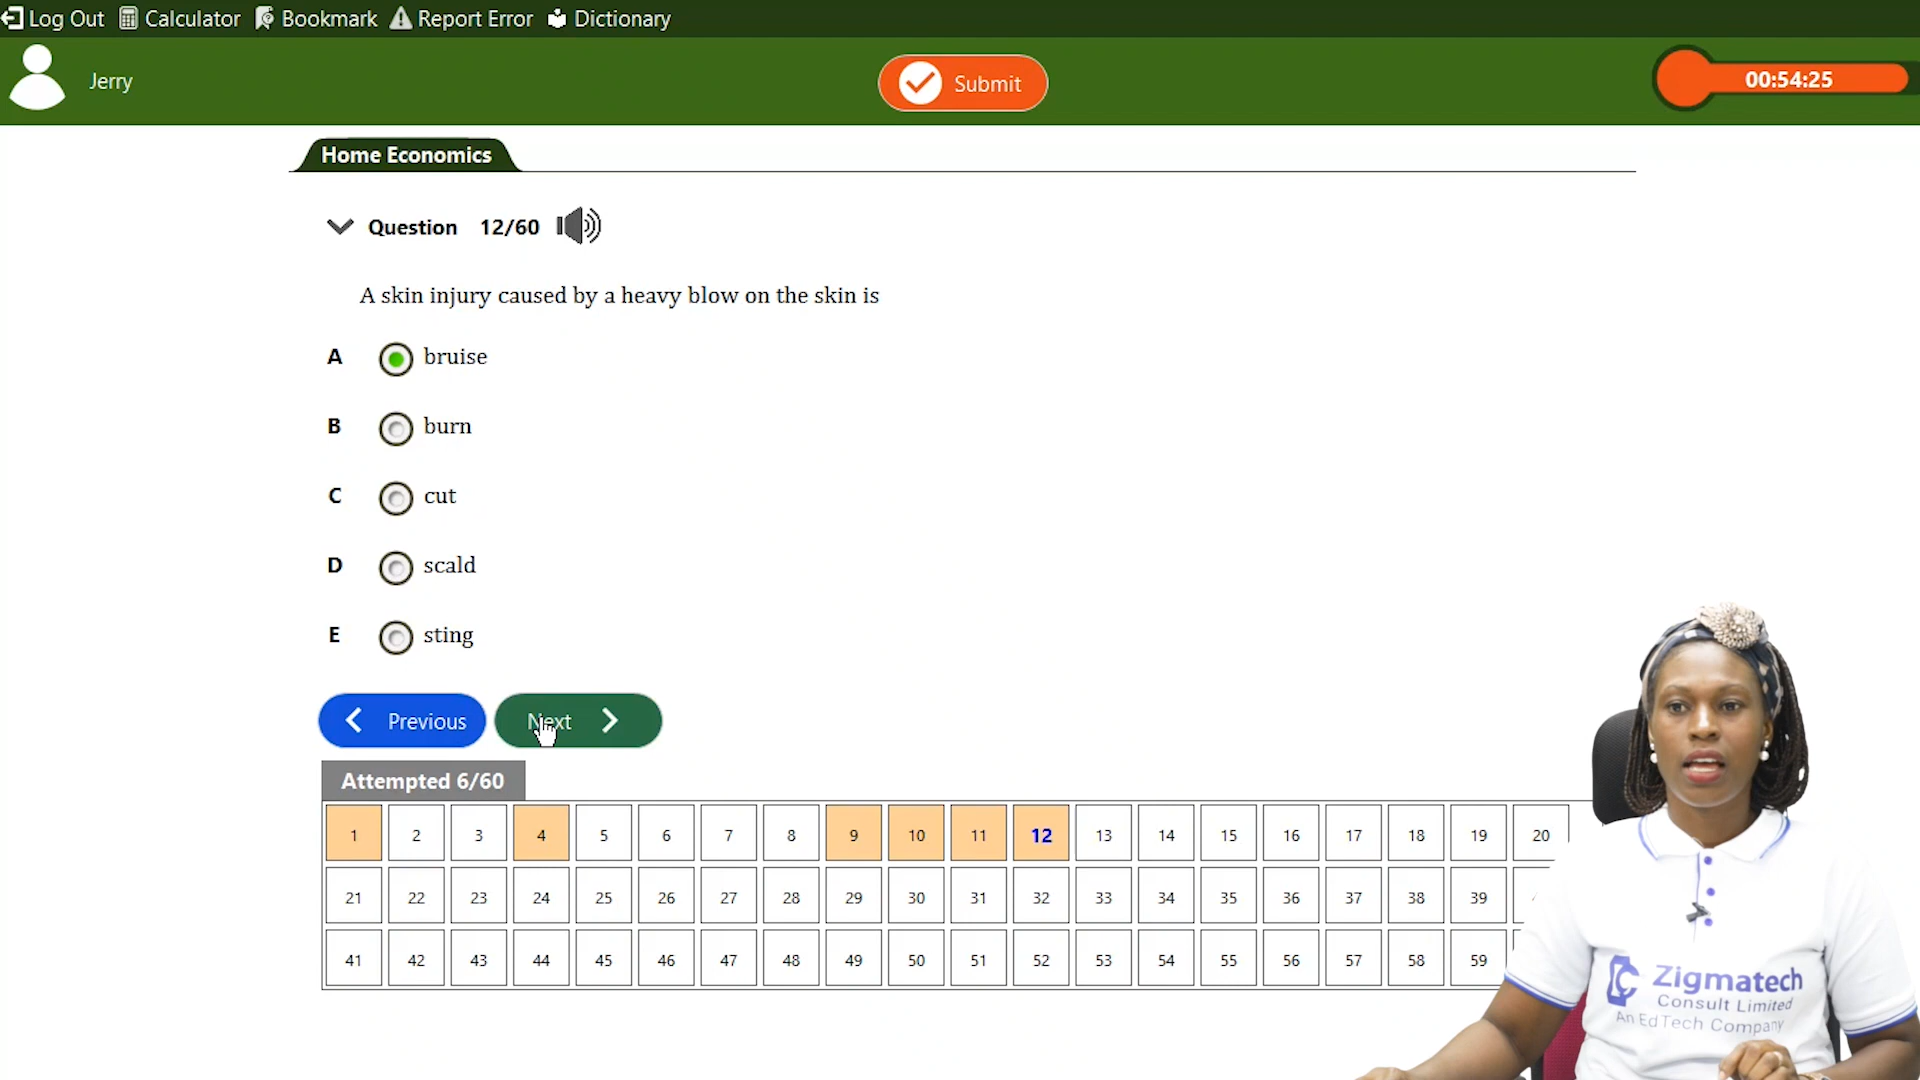 Log Out Calculator Bookmark Report Error Dictionary
Jerry
Submit
00:54:25
Home Economics
Question 12/60
A skin injury caused by a heavy blow on the skin is
A bruise
B burn
C cut
D scald
E sting
Previous Next
Attempted 6/60
1 2 3 4 5 6 7 8 9 10 11 12 13 14 15 16 17 18 19 20
21 22 23 24 25 26 27 28 29 30 31 32 33 34 35 36 37 38 39
41 42 43 44 45 46 47 48 49 50 51 52 53 54 55 56 57 58 59
Zigmatech
Consult Limited
An EdTech Company